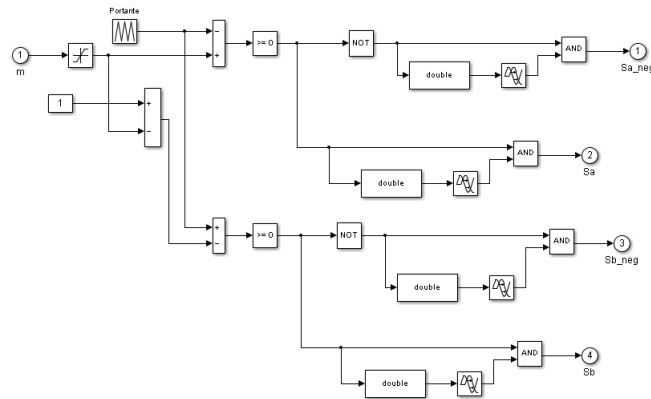 Portante
1
m
>= 0
NOT
AND
1
Sa_neg
double
1
AND
2
Sa
double
>= 0
NOT
AND
3
Sb_neg
double
AND
4
Sb
double